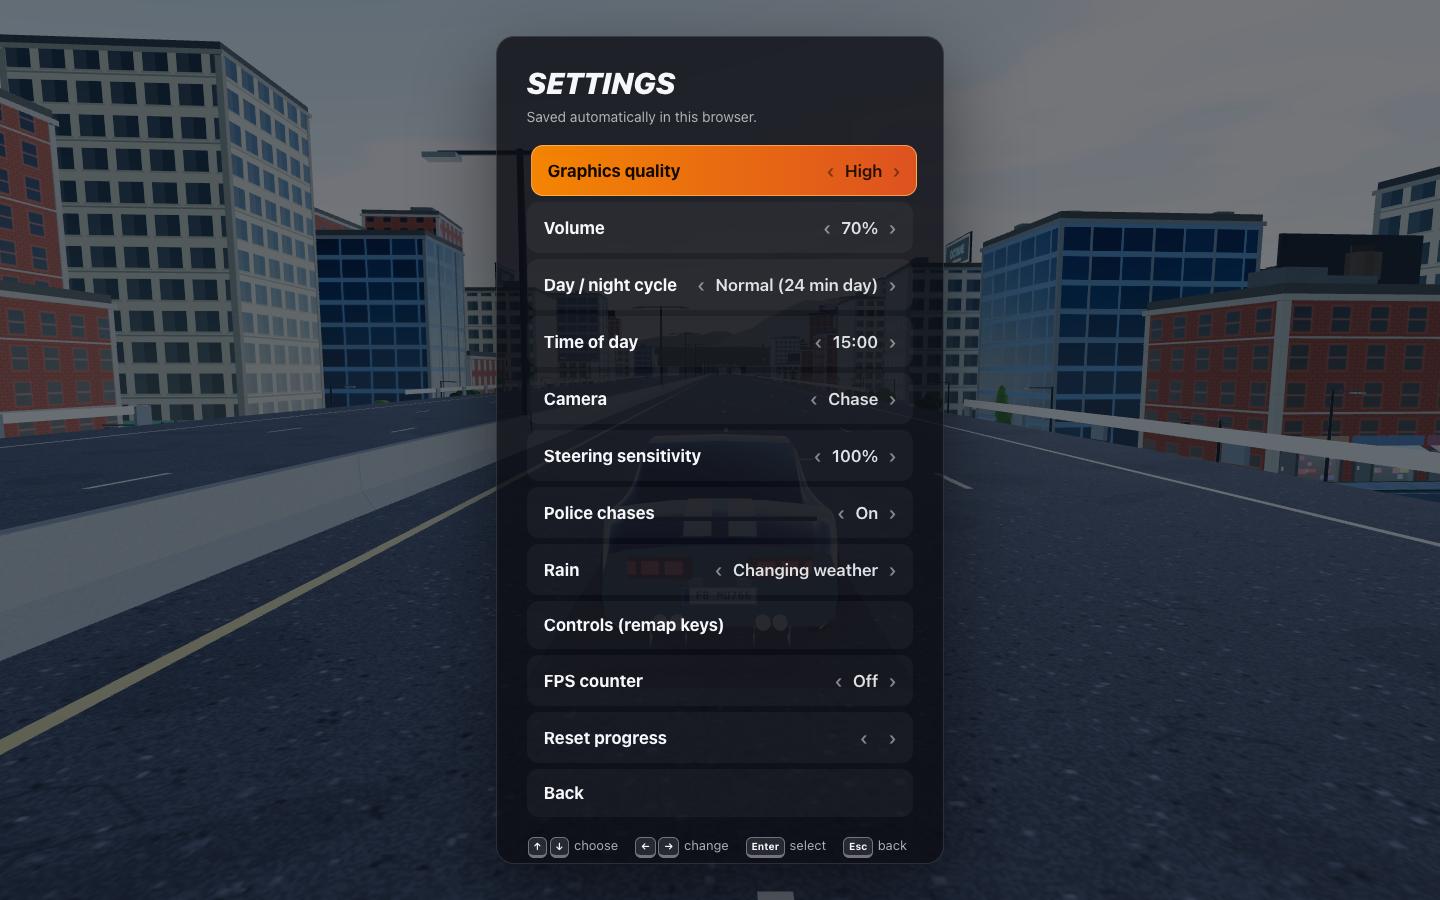 SETTINGS
Saved automatically in this browser.
Graphics quality ‹ High ›
Volume ‹ 70% ›
Day / night cycle ‹ Normal (24 min day) ›
Time of day ‹ 15:00 ›
Camera ‹ Chase ›
Steering sensitivity ‹ 100% ›
Police chases ‹ On ›
Rain ‹ Changing weather ›
Controls (remap keys)
FPS counter ‹ Off ›
Reset progress ‹ ›
Back
↑ ↓ choose ← → change Enter select Esc back